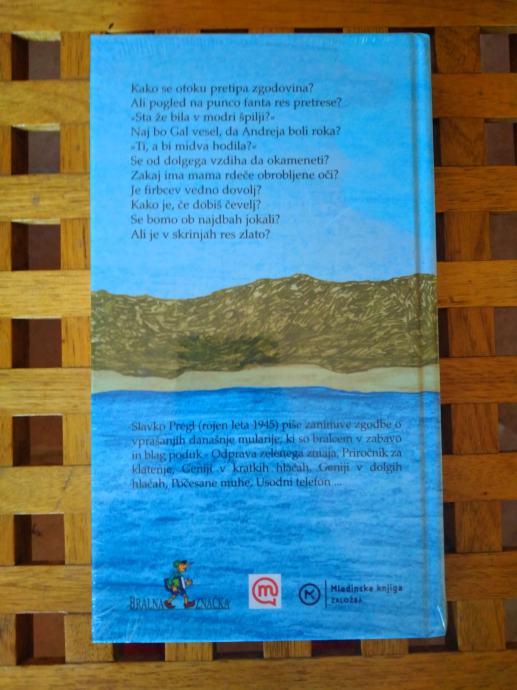 Kako se otoku pretipa zgodovina?
Ali pogled na punco fanta res pretrese?
»Sta že bila v modri špilji?«
Naj bo Gal vesel, da Andreja boli roka?
»Ti, a bi midva hodila?«
Se od dolgega vzdiha da okameneti?
Zakaj ima mama rdeče obrobljene oči?
Je firbcev vedno dovolj?
Kako je, če dobiš čevelj?
Se bomo ob najdbah jokali?
Ali je v skrinjah res zlato?
Slavko Pregl (rojen leta 1945) piše zanimive zgodbe o
vprašanjih današnje mularije, ki so bralcem v zabavo
in blag poduk - Odprava zelenega zmaja, Priročnik za
klatenje, Geniji v kratkih hlačah, Geniji v dolgih
hlačah, Počesane muhe, Usodni telefon ...
BRALNA ZNAČKA
m
Mladinska knjiga
ZALOŽBA